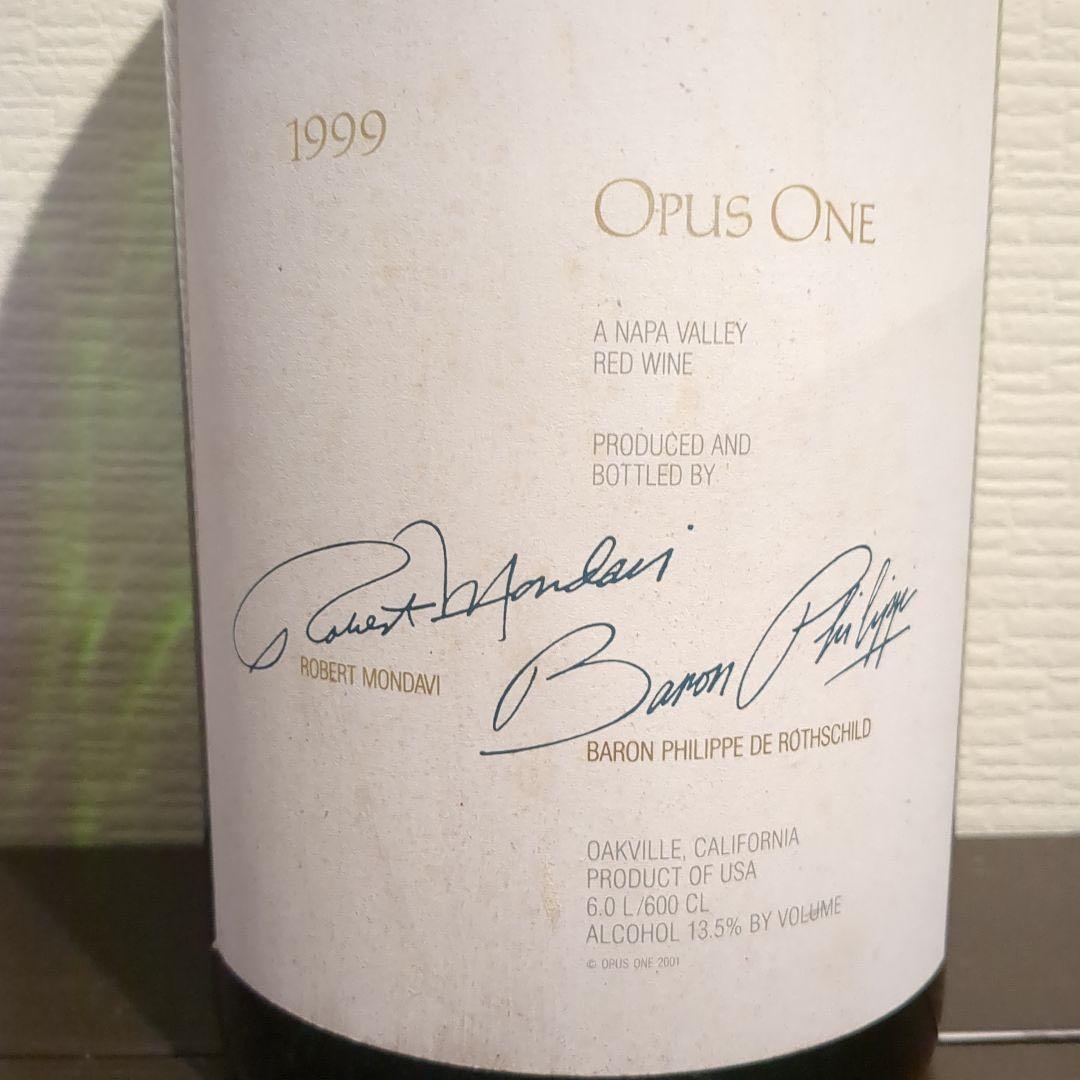 1999
OPUS ONE
A NAPA VALLEY
RED WINE
PRODUCED AND
BOTTLED BY
Robert Mondavi
ROBERT MONDAVI
Baron Philippe
BARON PHILIPPE DE ROTHSCHILD
OAKVILLE, CALIFORNIA
PRODUCT OF USA
6.0 L/600 CL
ALCOHOL 13.5% BY VOLUME
© OPUS ONE 2001